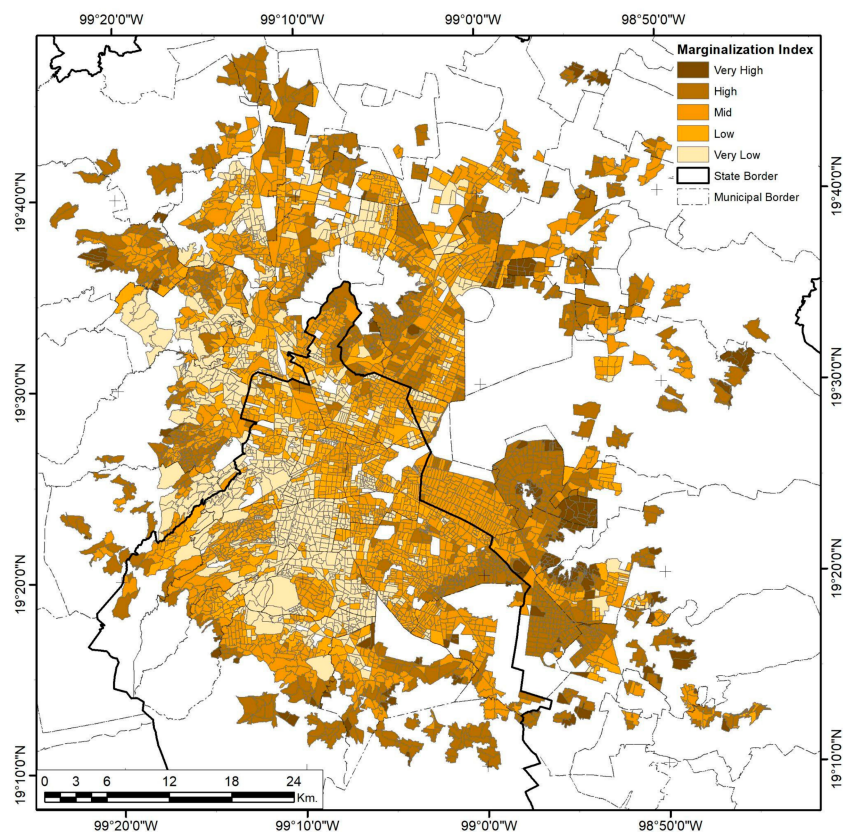 99°20'0"W 99°10'0"W 99°0'0"W 98°50'0"W
Marginalization Index
Very High
High
Mid
Low
Very Low
State Border
Municipal Border
19°40'0"N 19°40'0"N
19°30'0"N 19°30'0"N
19°20'0"N 19°20'0"N
19°10'0"N 19°10'0"N
0 3 6 12 18 24
Km.
99°20'0"W 99°10'0"W 99°0'0"W 98°50'0"W